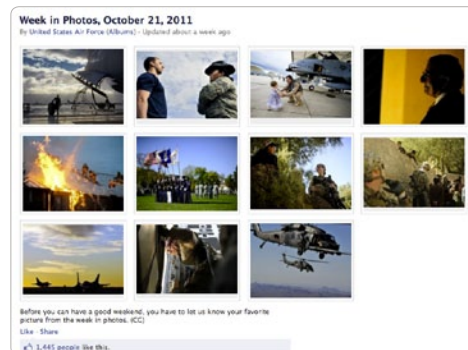 Week in Photos, October 21, 2011
By United States Air Force (Albums) · Updated about a week ago
Before you can have a good weekend, you have to let us know your favorite
picture from the week in photos. (CC)
Like · Share
1,445 people like this.